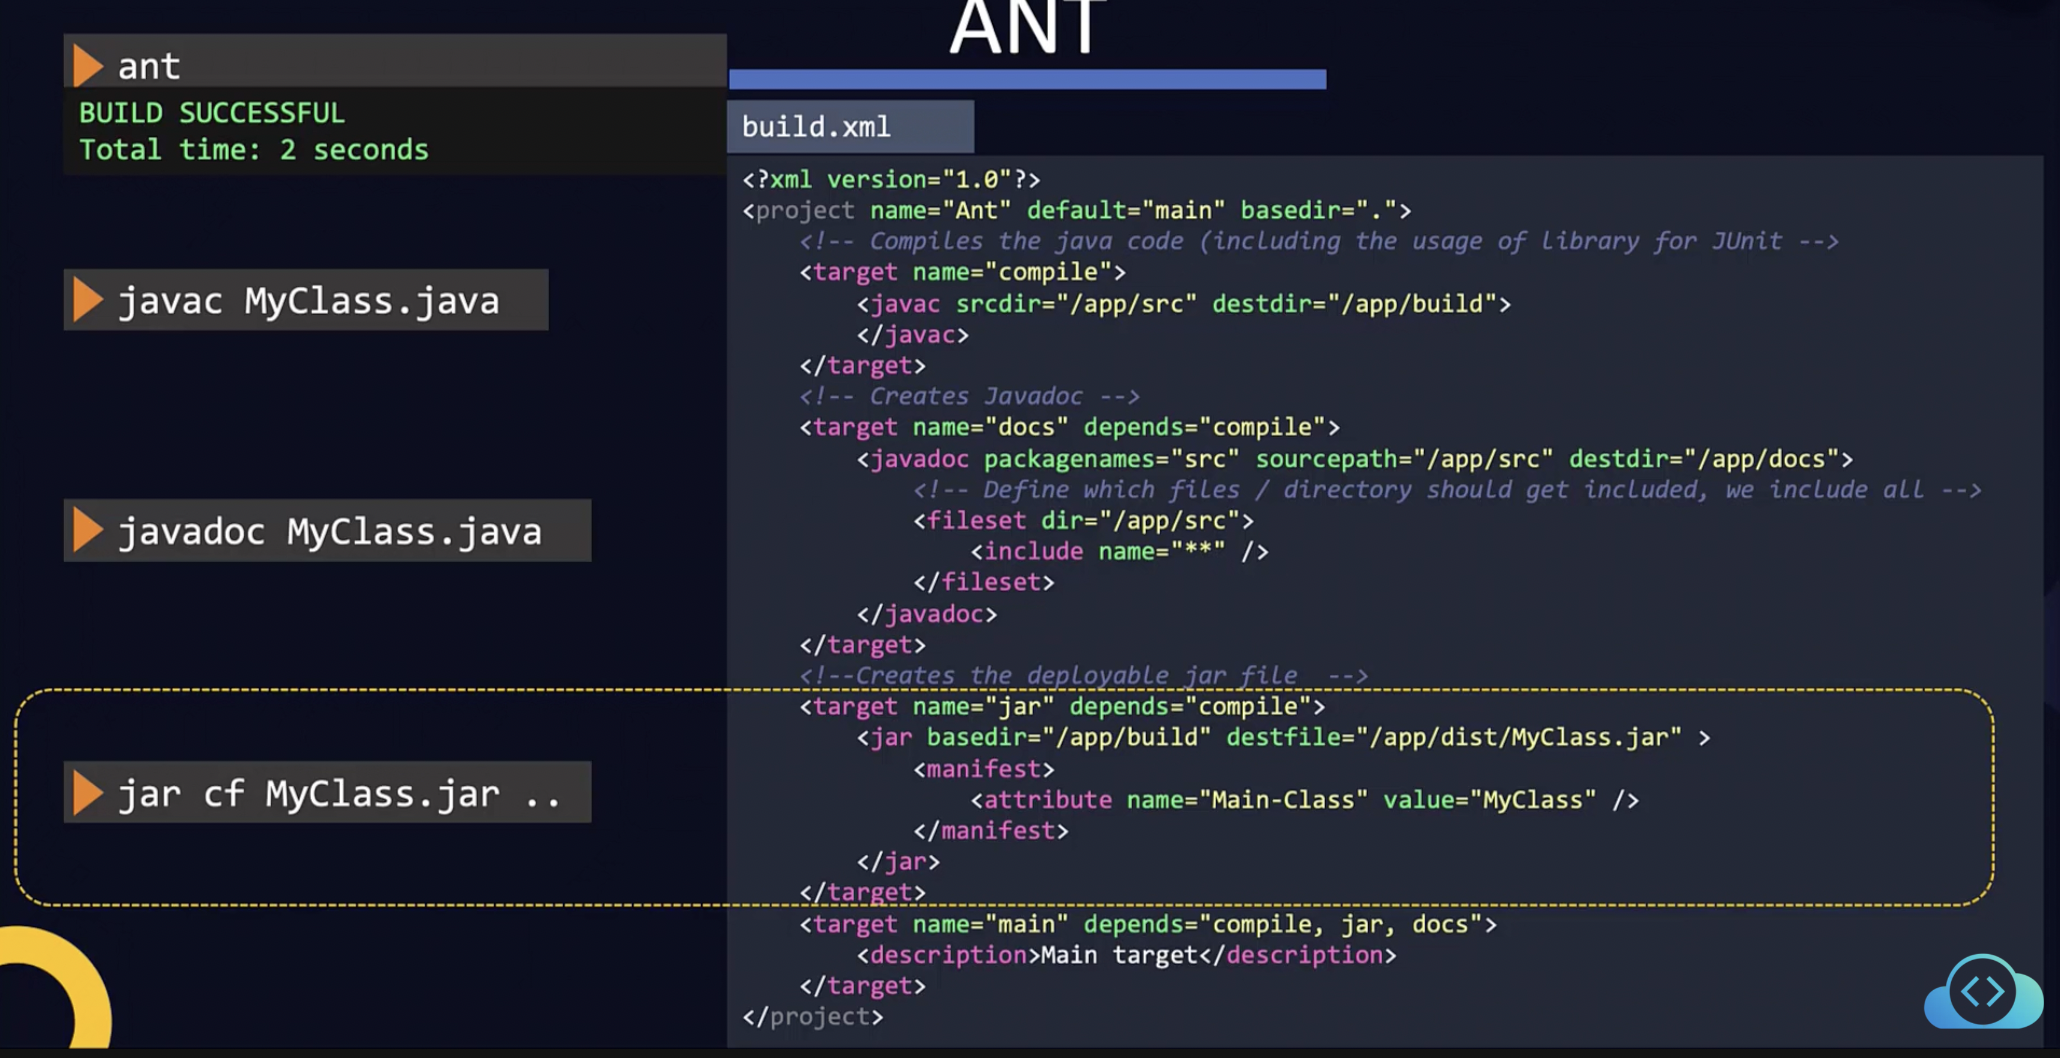 ANT
ant
BUILD SUCCESSFUL
Total time: 2 seconds
javac MyClass.java
javadoc MyClass.java
jar cf MyClass.jar ..
build.xml
<?xml version="1.0"?>
<project name="Ant" default="main" basedir=".">
    <!-- Compiles the java code (including the usage of library for JUnit -->
    <target name="compile">
        <javac srcdir="/app/src" destdir="/app/build">
        </javac>
    </target>
    <!-- Creates Javadoc -->
    <target name="docs" depends="compile">
        <javadoc packagenames="src" sourcepath="/app/src" destdir="/app/docs">
            <!-- Define which files / directory should get included, we include all -->
            <fileset dir="/app/src">
                <include name="**" />
            </fileset>
        </javadoc>
    </target>
    <!--Creates the deployable jar file  -->
    <target name="jar" depends="compile">
        <jar basedir="/app/build" destfile="/app/dist/MyClass.jar" >
            <manifest>
                <attribute name="Main-Class" value="MyClass" />
            </manifest>
        </jar>
    </target>
    <target name="main" depends="compile, jar, docs">
        <description>Main target</description>
    </target>
</project>